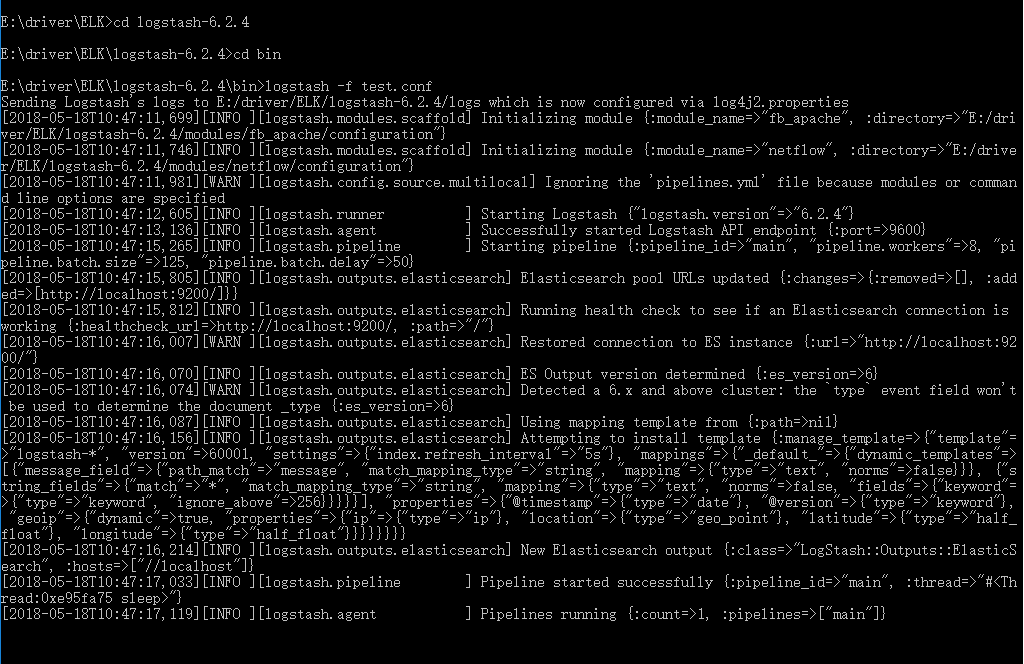 E:\driver\ELK>cd logstash-6.2.4
E:\driver\ELK\logstash-6.2.4>cd bin
E:\driver\ELK\logstash-6.2.4\bin>logstash -f test.conf
Sending Logstash's logs to E:/driver/ELK/logstash-6.2.4/logs which is now configured via log4j2.properties
[2018-05-18T10:47:11,699][INFO ][logstash.modules.scaffold] Initializing module {:module_name=>"fb_apache", :directory=>"E:/dri
ver/ELK/logstash-6.2.4/modules/fb_apache/configuration"}
[2018-05-18T10:47:11,746][INFO ][logstash.modules.scaffold] Initializing module {:module_name=>"netflow", :directory=>"E:/drive
r/ELK/logstash-6.2.4/modules/netflow/configuration"}
[2018-05-18T10:47:11,981][WARN ][logstash.config.source.multilocal] Ignoring the 'pipelines.yml' file because modules or comman
d line options are specified
[2018-05-18T10:47:12,605][INFO ][logstash.runner          ] Starting Logstash {"logstash.version"=>"6.2.4"}
[2018-05-18T10:47:13,136][INFO ][logstash.agent           ] Successfully started Logstash API endpoint {:port=>9600}
[2018-05-18T10:47:15,265][INFO ][logstash.pipeline        ] Starting pipeline {:pipeline_id=>"main", "pipeline.workers"=>8, "pi
peline.batch.size"=>125, "pipeline.batch.delay"=>50}
[2018-05-18T10:47:15,805][INFO ][logstash.outputs.elasticsearch] Elasticsearch pool URLs updated {:changes=>{:removed=>[], :add
ed=>[http://localhost:9200/]}}
[2018-05-18T10:47:15,812][INFO ][logstash.outputs.elasticsearch] Running health check to see if an Elasticsearch connection is
working {:healthcheck_url=>http://localhost:9200/, :path=>"/"}
[2018-05-18T10:47:16,007][WARN ][logstash.outputs.elasticsearch] Restored connection to ES instance {:url=>"http://localhost:92
00/"}
[2018-05-18T10:47:16,070][INFO ][logstash.outputs.elasticsearch] ES Output version determined {:es_version=>6}
[2018-05-18T10:47:16,074][WARN ][logstash.outputs.elasticsearch] Detected a 6.x and above cluster: the `type` event field won't
 be used to determine the document _type {:es_version=>6}
[2018-05-18T10:47:16,087][INFO ][logstash.outputs.elasticsearch] Using mapping template from {:path=>nil}
[2018-05-18T10:47:16,156][INFO ][logstash.outputs.elasticsearch] Attempting to install template {:manage_template=>{"template"=
>"logstash-*", "version"=>60001, "settings"=>{"index.refresh_interval"=>"5s"}, "mappings"=>{"_default_"=>{"dynamic_templates"=>
[{"message_field"=>{"path_match"=>"message", "match_mapping_type"=>"string", "mapping"=>{"type"=>"text", "norms"=>false}}}, {"s
tring_fields"=>{"match"=>"*", "match_mapping_type"=>"string", "mapping"=>{"type"=>"text", "norms"=>false, "fields"=>{"keyword"=
>{"type"=>"keyword", "ignore_above"=>256}}}}}], "properties"=>{"@timestamp"=>{"type"=>"date"}, "@version"=>{"type"=>"keyword"},
 "geoip"=>{"dynamic"=>true, "properties"=>{"ip"=>{"type"=>"ip"}, "location"=>{"type"=>"geo_point"}, "latitude"=>{"type"=>"half_
float"}, "longitude"=>{"type"=>"half_float"}}}}}}}}
[2018-05-18T10:47:16,214][INFO ][logstash.outputs.elasticsearch] New Elasticsearch output {:class=>"LogStash::Outputs::ElasticS
earch", :hosts=>["//localhost"]}
[2018-05-18T10:47:17,033][INFO ][logstash.pipeline        ] Pipeline started successfully {:pipeline_id=>"main", :thread=>"#<Th
read:0xe95fa75 sleep>"}
[2018-05-18T10:47:17,119][INFO ][logstash.agent           ] Pipelines running {:count=>1, :pipelines=>["main"]}